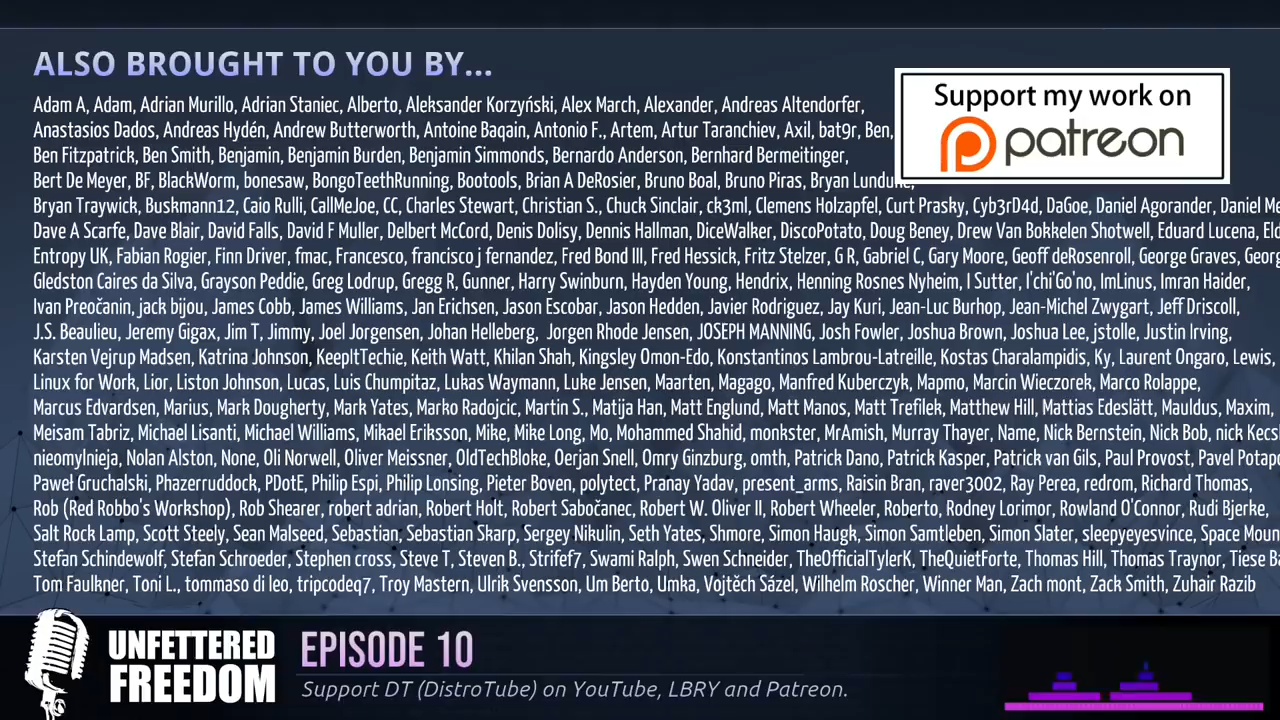 ALSO BROUGHT TO YOU BY...
Support my work on
patreon
Adam A, Adam, Adrian Murillo, Adrian Staniec, Alberto, Aleksander Korzyński, Alex March, Alexander, Andreas Altendorfer,
Anastasios Dados, Andreas Hydén, Andrew Butterworth, Antoine Baqain, Antonio F., Artem, Artur Taranchiev, Axil, bat9r, Ben,
Ben Fitzpatrick, Ben Smith, Benjamin, Benjamin Burden, Benjamin Simmonds, Bernardo Anderson, Bernhard Bermeitinger,
Bert De Meyer, BF, BlackWorm, bonesaw, BongoTeethRunning, Bootools, Brian A DeRosier, Bruno Boal, Bruno Piras, Bryan Lunduke,
Bryan Traywick, Buskmann12, Caio Rulli, CallMeJoe, CC, Charles Stewart, Christian S., Chuck Sinclair, ck3ml, Clemens Holzapfel, Curt Prasky, Cyb3rD4d, DaGoe, Daniel Agorander, Daniel Me
Dave A Scarfe, Dave Blair, David Falls, David F Muller, Delbert McCord, Denis Dolisy, Dennis Hallman, DiceWalker, DiscoPotato, Doug Beney, Drew Van Bokkelen Shotwell, Eduard Lucena, Eld
Entropy UK, Fabian Rogier, Finn Driver, fmac, Francesco, francisco j fernandez, Fred Bond III, Fred Hessick, Fritz Stelzer, G R, Gabriel C, Gary Moore, Geoff deRosenroll, George Graves, Georg
Gledston Caires da Silva, Grayson Peddie, Greg Lodrup, Gregg R, Gunner, Harry Swinburn, Hayden Young, Hendrix, Henning Rosnes Nyheim, I Sutter, I'chi'Go'no, ImLinus, Imran Haider,
Ivan Preočanin, jack bijou, James Cobb, James Williams, Jan Erichsen, Jason Escobar, Jason Hedden, Javier Rodriguez, Jay Kuri, Jean-Luc Burhop, Jean-Michel Zwygart, Jeff Driscoll,
J.S. Beaulieu, Jeremy Gigax, Jim T, Jimmy, Joel Jorgensen, Johan Helleberg, Jorgen Rhode Jensen, JOSEPH MANNING, Josh Fowler, Joshua Brown, Joshua Lee, jstolle, Justin Irving,
Karsten Vejrup Madsen, Katrina Johnson, KeepItTechie, Keith Watt, Khilan Shah, Kingsley Omon-Edo, Konstantinos Lambrou-Latreille, Kostas Charalampidis, Ky, Laurent Ongaro, Lewis,
Linux for Work, Lior, Liston Johnson, Lucas, Luis Chumpitaz, Lukas Waymann, Luke Jensen, Maarten, Magago, Manfred Kuberczyk, Mapmo, Marcin Wieczorek, Marco Rolappe,
Marcus Edvardsen, Marius, Mark Dougherty, Mark Yates, Marko Radojcic, Martin S., Matija Han, Matt Englund, Matt Manos, Matt Trefilek, Matthew Hill, Mattias Edeslätt, Mauldus, Maxim,
Meisam Tabriz, Michael Lisanti, Michael Williams, Mikael Eriksson, Mike, Mike Long, Mo, Mohammed Shahid, monkster, MrAmish, Murray Thayer, Name, Nick Bernstein, Nick Bob, nick Kecs
nieomylnieja, Nolan Alston, None, Oli Norwell, Oliver Meissner, OldTechBloke, Oerjan Snell, Omry Ginzburg, omth, Patrick Dano, Patrick Kasper, Patrick van Gils, Paul Provost, Pavel Potapo
Paweł Gruchalski, Phazerruddock, PDotE, Philip Espi, Philip Lonsing, Pieter Boven, polytect, Pranay Yadav, present_arms, Raisin Bran, raver3002, Ray Perea, redrom, Richard Thomas,
Rob (Red Robbo's Workshop), Rob Shearer, robert adrian, Robert Holt, Robert Sabočanec, Robert W. Oliver II, Robert Wheeler, Roberto, Rodney Lorimor, Rowland O'Connor, Rudi Bjerke,
Salt Rock Lamp, Scott Steely, Sean Malseed, Sebastian, Sebastian Skarp, Sergey Nikulin, Seth Yates, Shmore, Simon Haugk, Simon Samtleben, Simon Slater, sleepyeyesvince, Space Moun
Stefan Schindewolf, Stefan Schroeder, Stephen cross, Steve T, Steven B., Strifef7, Swami Ralph, Swen Schneider, TheOfficialTylerK, TheQuietForte, Thomas Hill, Thomas Traynor, Tiese Ba
Tom Faulkner, Toni L., tommaso di leo, tripcodeq7, Troy Mastern, Ulrik Svensson, Um Berto, Umka, Vojtěch Sázel, Wilhelm Roscher, Winner Man, Zach mont, Zack Smith, Zuhair Razib
UNFETTERED
FREEDOM
EPISODE 10
Support DT (DistroTube) on YouTube, LBRY and Patreon.